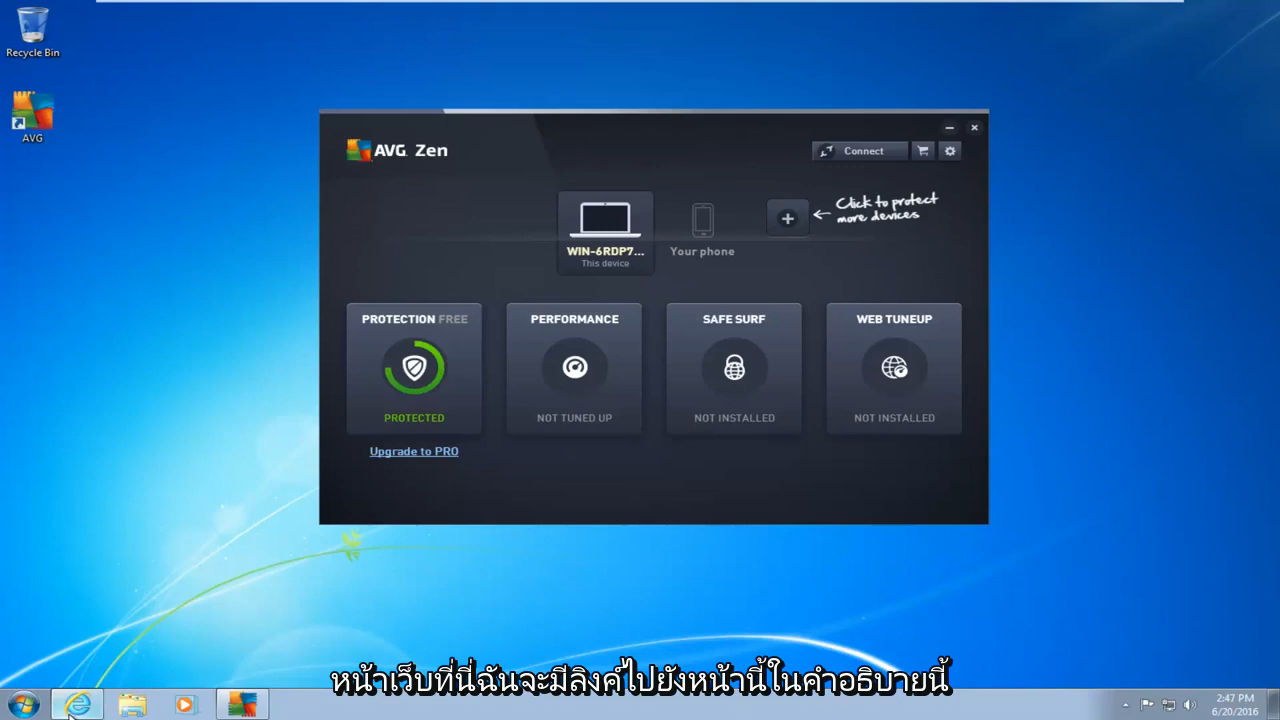 Recycle Bin
AVG
AVG Zen
Connect
Click to protect
more devices
WIN-6RDP7...
This device
Your phone
PROTECTION FREE
PROTECTED
Upgrade to PRO
PERFORMANCE
NOT TUNED UP
SAFE SURF
NOT INSTALLED
WEB TUNEUP
NOT INSTALLED
หน้าเว็บที่นี่ฉันจะมีลิงค์ไปยังหน้านี้ในคำอธิบายนี้
2:47 PM
6/20/2016